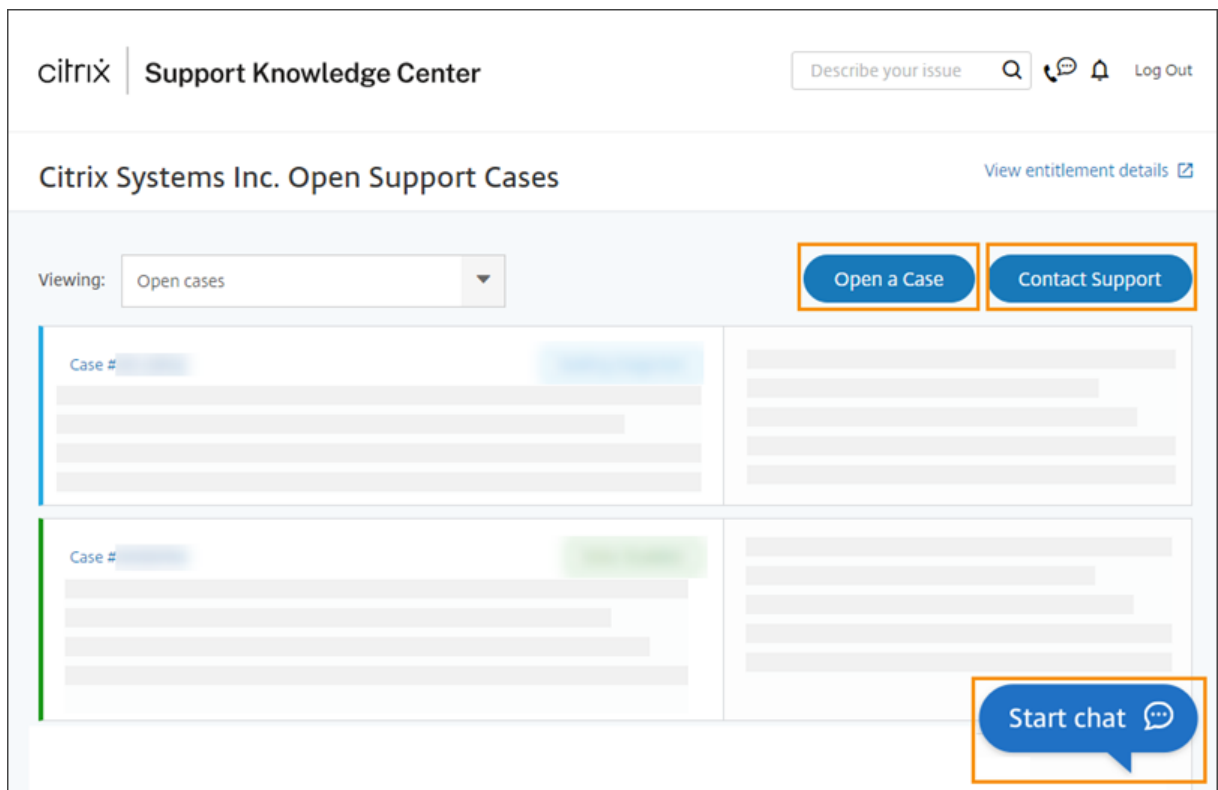 citrix Support Knowledge Center
Describe your issue
Log Out
Citrix Systems Inc. Open Support Cases
View entitlement details
Viewing:
Open cases
Open a Case
Contact Support
Case #
Case #
Start chat